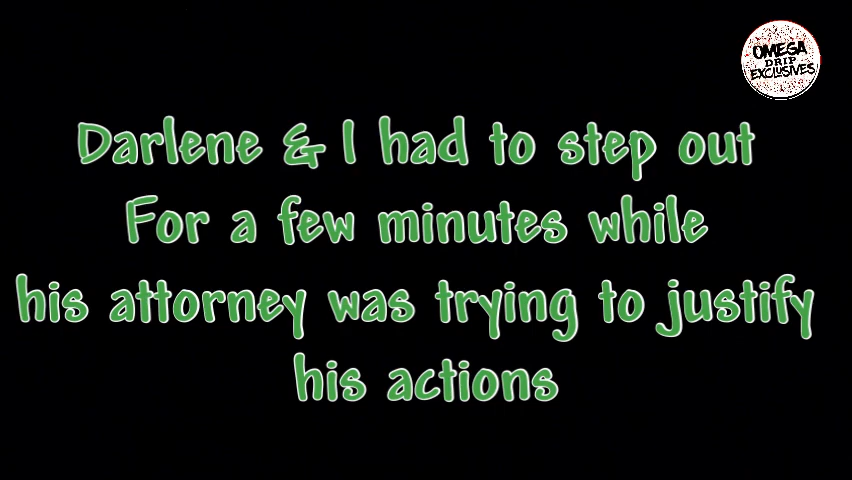 OMEGA
DRIP
EXCLUSIVES
Darlene & I had to step out
For a few minutes while
his attorney was trying to justify
his actions